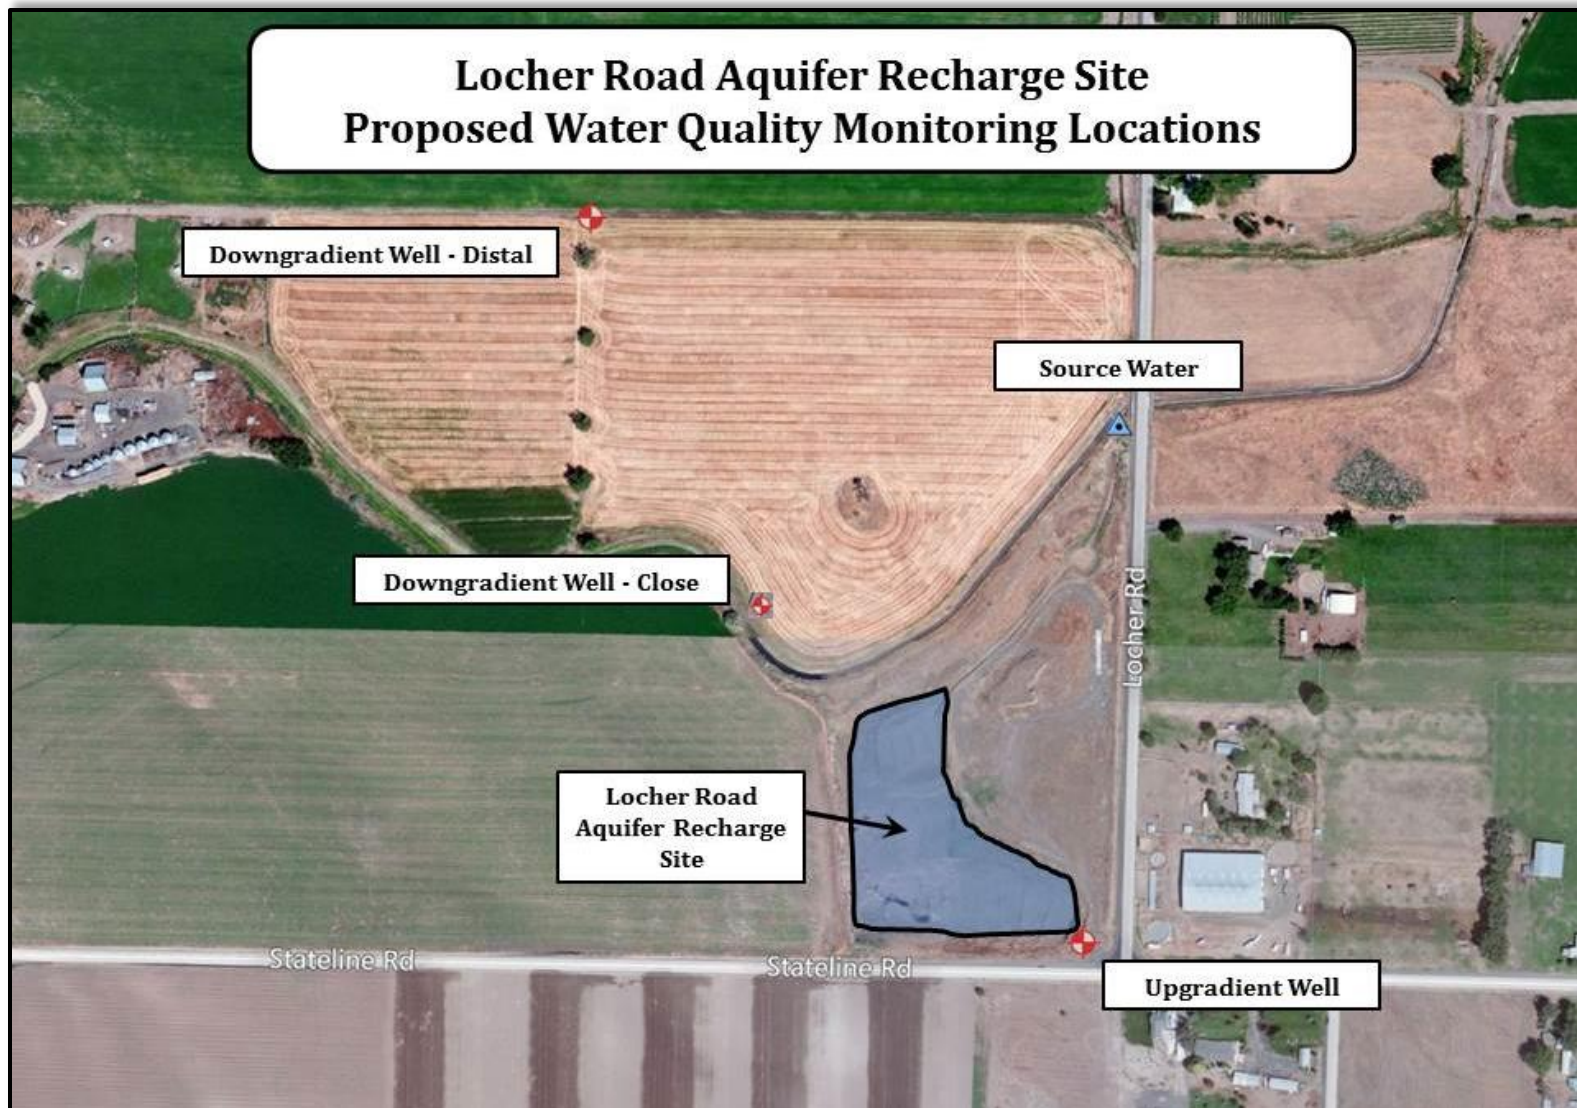 Locher Road Aquifer Recharge Site
Proposed Water Quality Monitoring Locations
Downgradient Well - Distal
Source Water
Downgradient Well - Close
Locher Rd
Locher Road
Aquifer Recharge
Site
Stateline Rd
Stateline Rd
Upgradient Well